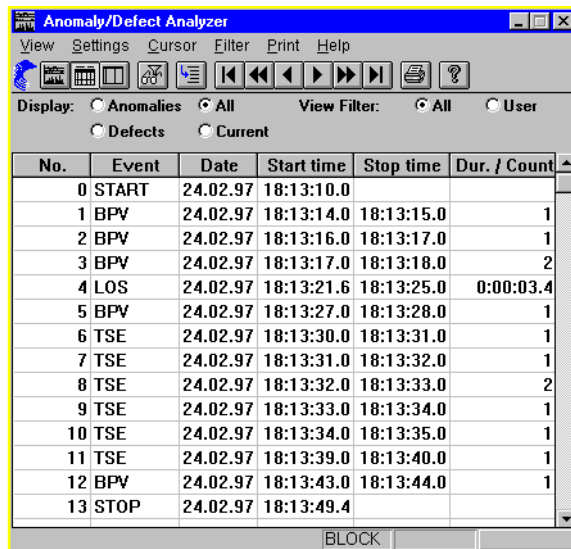 Anomaly/Defect Analyzer
View Settings Cursor Filter Print Help
Display: Anomalies All View Filter: All User
Defects Current
No. Event Date Start time Stop time Dur. / Count
0 START 24.02.97 18:13:10.0
1 BPV 24.02.97 18:13:14.0 18:13:15.0 1
2 BPV 24.02.97 18:13:16.0 18:13:17.0 1
3 BPV 24.02.97 18:13:17.0 18:13:18.0 2
4 LOS 24.02.97 18:13:21.6 18:13:25.0 0:00:03.4
5 BPV 24.02.97 18:13:27.0 18:13:28.0 1
6 TSE 24.02.97 18:13:30.0 18:13:31.0 1
7 TSE 24.02.97 18:13:31.0 18:13:32.0 1
8 TSE 24.02.97 18:13:32.0 18:13:33.0 2
9 TSE 24.02.97 18:13:33.0 18:13:34.0 1
10 TSE 24.02.97 18:13:34.0 18:13:35.0 1
11 TSE 24.02.97 18:13:39.0 18:13:40.0 1
12 BPV 24.02.97 18:13:43.0 18:13:44.0 1
13 STOP 24.02.97 18:13:49.4
BLOCK